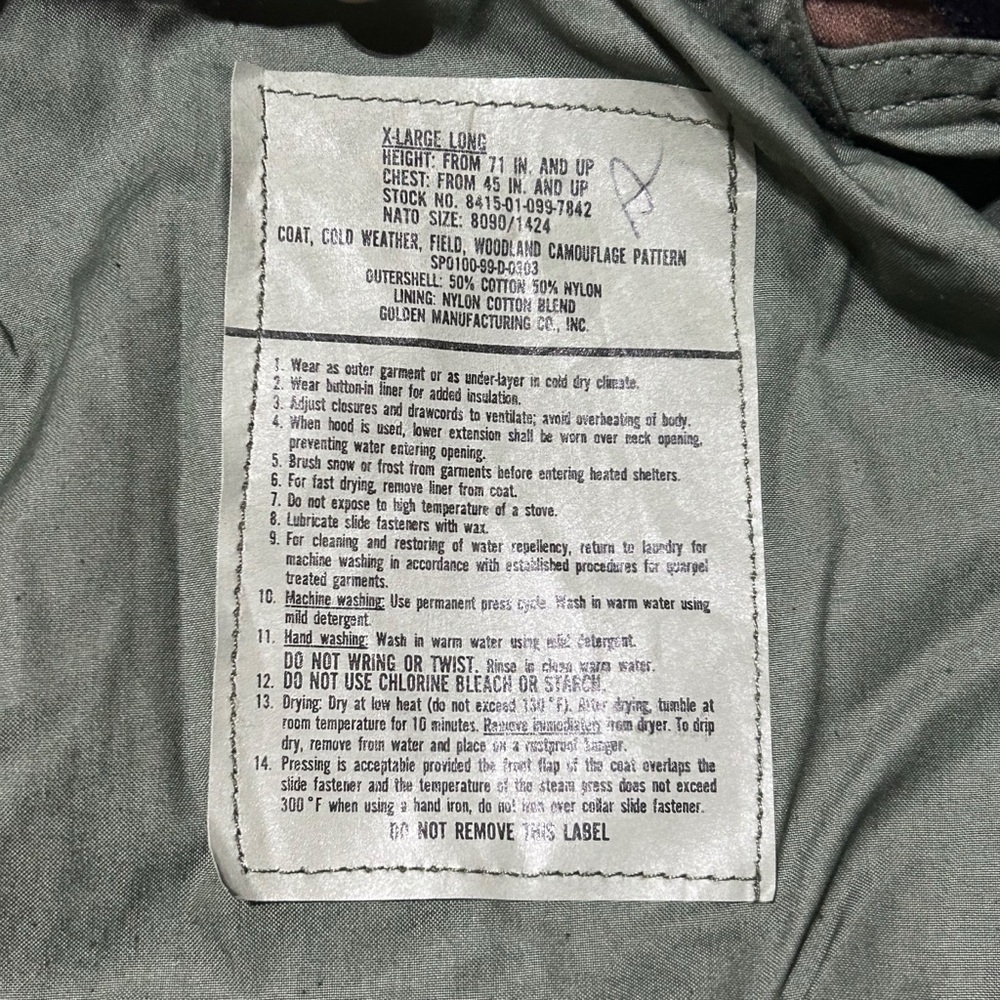 X-LARGE LONG
HEIGHT: FROM 71 IN. AND UP
CHEST: FROM 45 IN. AND UP
STOCK NO. 8415-01-099-7842
NATO SIZE: 8090/1424
COAT, COLD WEATHER, FIELD, WOODLAND CAMOUFLAGE PATTERN
SPO100-99-D-0303
OUTERSHELL: 50% COTTON 50% NYLON
LINING: NYLON COTTON BLEND
GOLDEN MANUFACTURING CO., INC.
1. Wear as outer garment or as under-layer in cold dry climate.
2. Wear button-in liner for added insulation.
3. Adjust closures and drawcords to ventilate; avoid overheating of body.
4. When hood is used, lower extension shall be worn over neck opening,
preventing water entering opening.
5. Brush snow or frost from garments before entering heated shelters.
6. For fast drying, remove liner from coat.
7. Do not expose to high temperature of a stove.
8. Lubricate slide fasteners with wax.
9. For cleaning and restoring of water repellency, return to laundry for
machine washing in accordance with established procedures for quarpel
treated garments.
10. Machine washing: Use permanent press cycle. Wash in warm water using
mild detergent.
11. Hand washing: Wash in warm water using mild detergent.
DO NOT WRING OR TWIST. Rinse in clean warm water.
12. DO NOT USE CHLORINE BLEACH OR STARCH.
13. Drying: Dry at low heat (do not exceed 130°F). After drying, tumble at
room temperature for 10 minutes. Remove immediately from dryer. To drip
dry, remove from water and place on a rustproof hanger.
14. Pressing is acceptable provided the front flap of the coat overlaps the
slide fastener and the temperature of the steam press does not exceed
300°F when using a hand iron, do not iron over collar slide fastener.
DO NOT REMOVE THIS LABEL